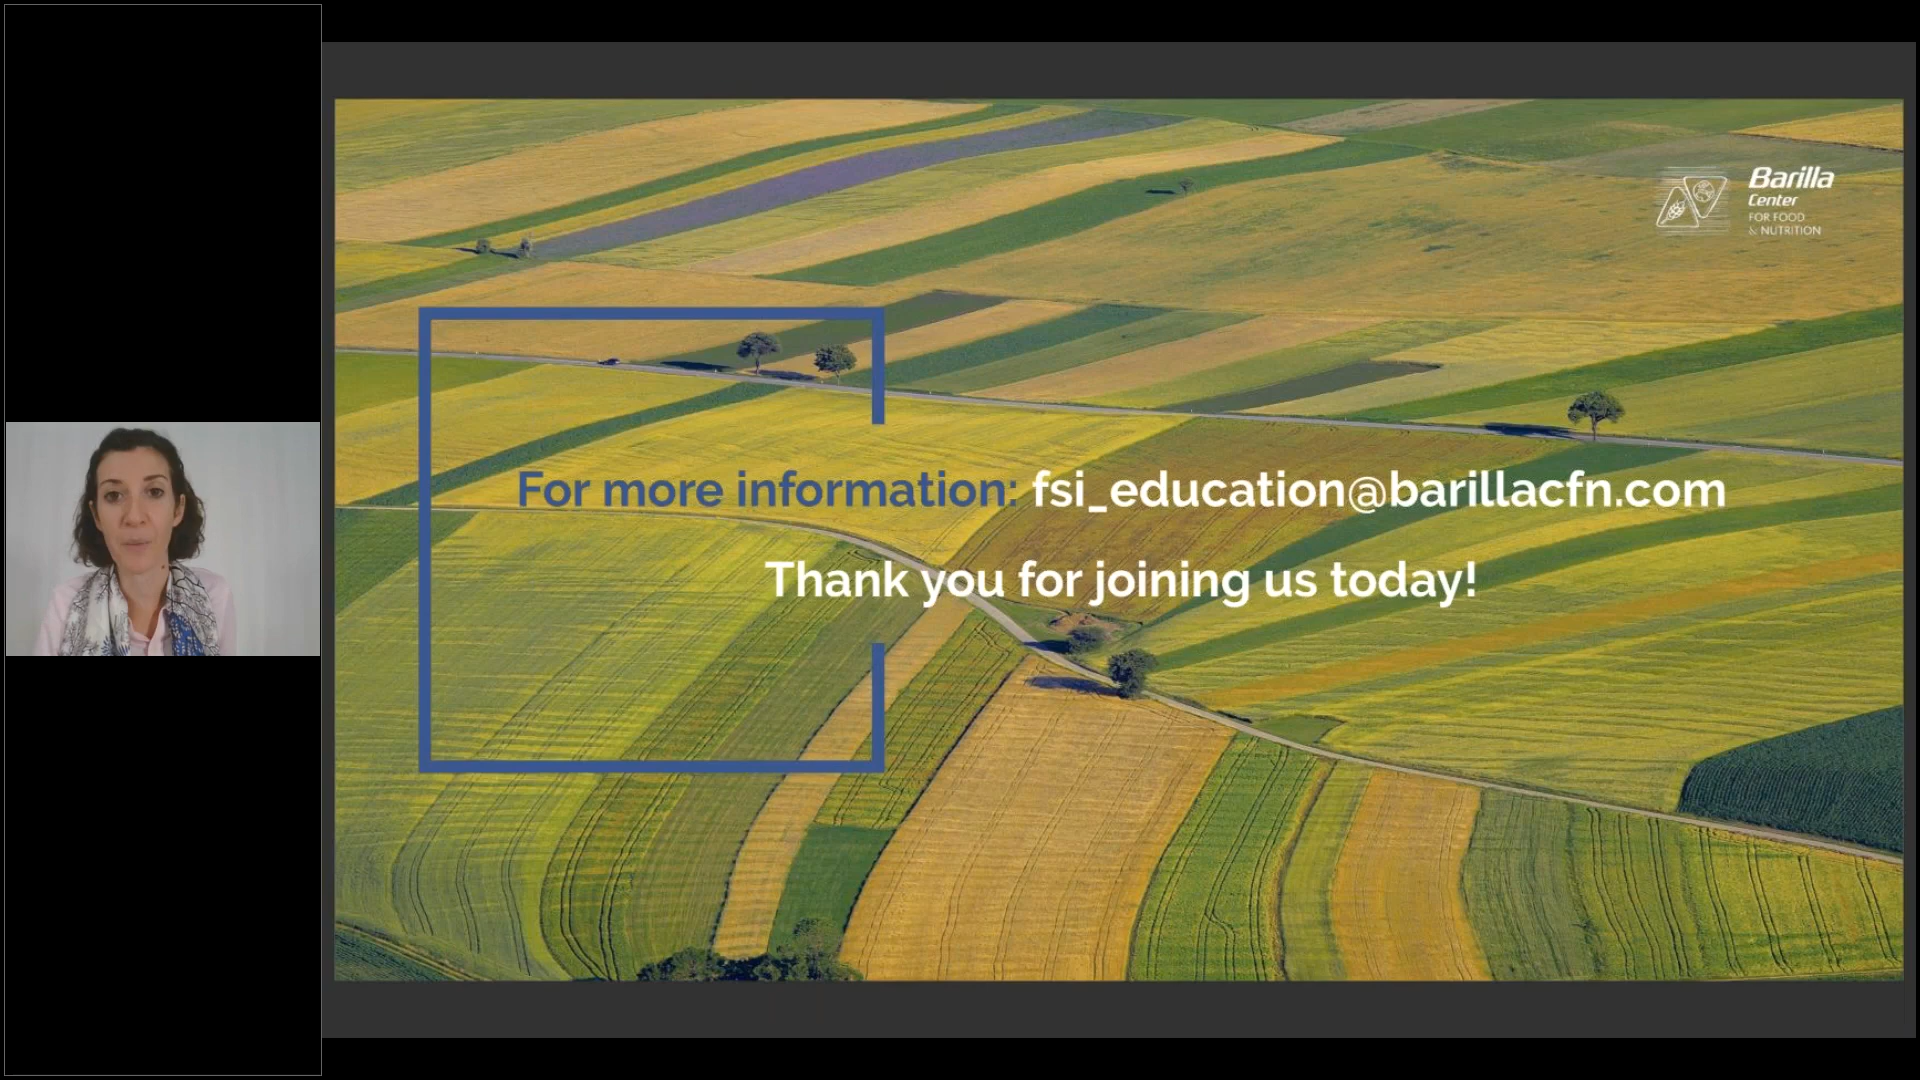 Barilla
Center
FOR FOOD
& NUTRITION
For more information: fsi_education@barillacfn.com
Thank you for joining us today!